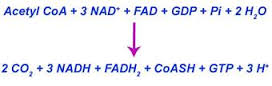 Acetyl CoA + 3 NAD⁺ + FAD + GDP + Pi + 2 H₂O
2 CO₂ + 3 NADH + FADH₂ + CoASH + GTP + 3 H⁺